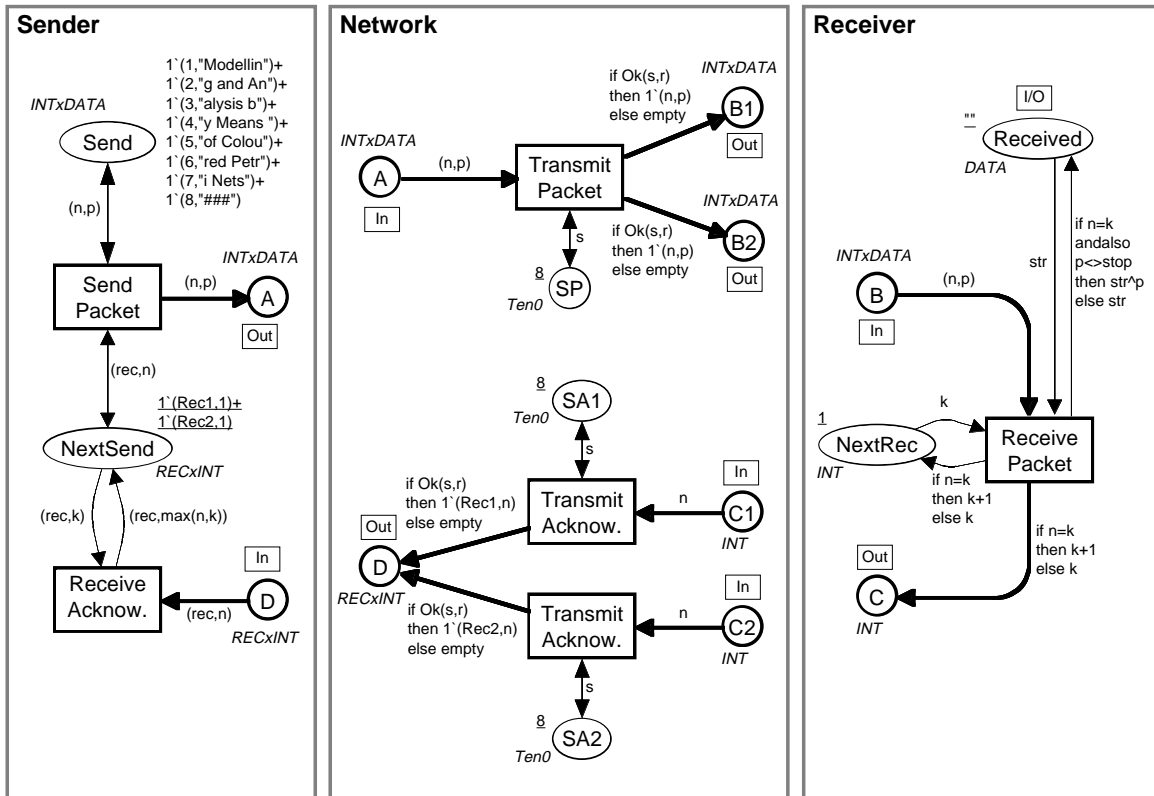 Sender
1`(1,"Modellin")+
1`(2,"g and An")+
1`(3,"alysis b")+
1`(4,"y Means ")+
1`(5,"of Colou")+
1`(6,"red Petr")+
1`(7,"i Nets")+
1`(8,"###")
INTxDATA
Send
(n,p)
Send
Packet
(n,p)
INTxDATA
A
Out
(rec,n)
1`(Rec1,1)+
1`(Rec2,1)
NextSend
RECxINT
(rec,k)
(rec,max(n,k))
Receive
Acknow.
(rec,n)
In
D
RECxINT
Network
INTxDATA
A
In
(n,p)
Transmit
Packet
if Ok(s,r)
then 1`(n,p)
else empty
INTxDATA
B1
Out
if Ok(s,r)
then 1`(n,p)
else empty
INTxDATA
B2
Out
s
8
SP
Ten0
8
SA1
Ten0
s
if Ok(s,r)
then 1`(Rec1,n)
else empty
Transmit
Acknow.
n
In
C1
INT
Out
D
RECxINT
if Ok(s,r)
then 1`(Rec2,n)
else empty
Transmit
Acknow.
n
In
C2
INT
s
8
SA2
Ten0
Receiver
I/O
""
Received
DATA
str
if n=k
andalso
p<>stop
then str^p
else str
INTxDATA
B
In
(n,p)
1
NextRec
INT
k
if n=k
then k+1
else k
Receive
Packet
if n=k
then k+1
else k
Out
C
INT